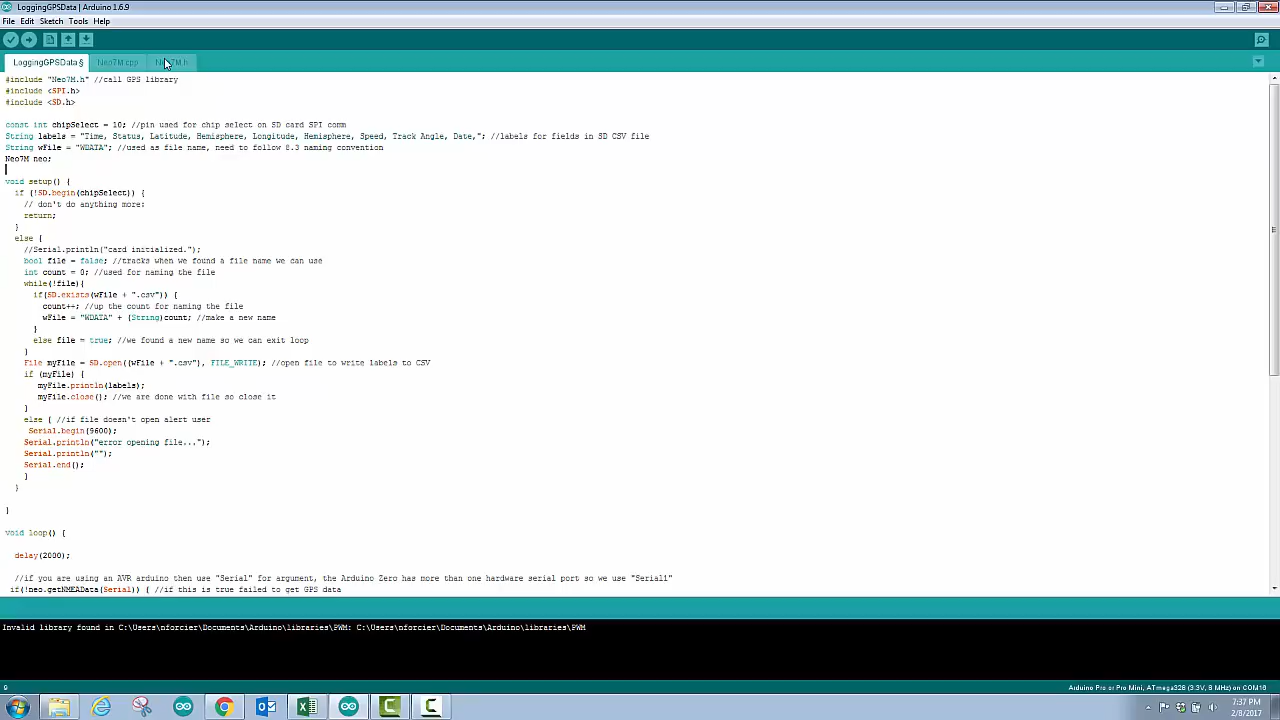 LoggingGPSData | Arduino 1.6.9
File Edit Sketch Tools Help
LoggingGPSData § Neo7M.cpp Neo7M.h
#include "Neo7M.h" //call GPS library
#include <SPI.h>
#include <SD.h>
const int chipSelect = 10; //pin used for chip select on SD card SPI comm
String labels = "Time, Status, Latitude, Hemisphere, Longitude, Hemisphere, Speed, Track Angle, Date,"; //labels for fields in SD CSV file
String wFile = "WDATA"; //used as file name, need to follow 8.3 naming convention
Neo7M neo;
void setup() {
if (!SD.begin(chipSelect)) {
// don't do anything more:
return;
}
else {
//Serial.println("card initialized.");
bool file = false; //tracks when we found a file name we can use
int count = 0; //used for naming the file
while(!file){
if(SD.exists(wFile + ".csv")) {
count++; //up the count for naming the file
wFile = "WDATA" + (String)count; //make a new name
}
else file = true; //we found a new name so we can exit loop
}
File myFile = SD.open((wFile + ".csv"), FILE_WRITE); //open file to write labels to CSV
if (myFile) {
myFile.println(labels);
myFile.close(); //we are done with file so close it
}
else { //if file doesn't open alert user
Serial.begin(9600);
Serial.println("error opening file...");
Serial.println("");
Serial.end();
}
}
}
void loop() {
delay(2000);
//if you are using an AVR arduino then use "Serial" for argument, the Arduino Zero has more than one hardware serial port so we use "Serial1"
if(!neo.getNMEAData(Serial)) { //if this is true failed to get GPS data
Invalid library found in C:\Users\nforcier\Documents\Arduino\libraries\PWM: C:\Users\nforcier\Documents\Arduino\libraries\PWM
9 Arduino Pro or Pro Mini, ATmega328 (3.3V, 8 MHz) on COM16
7:37 PM
2/8/2017